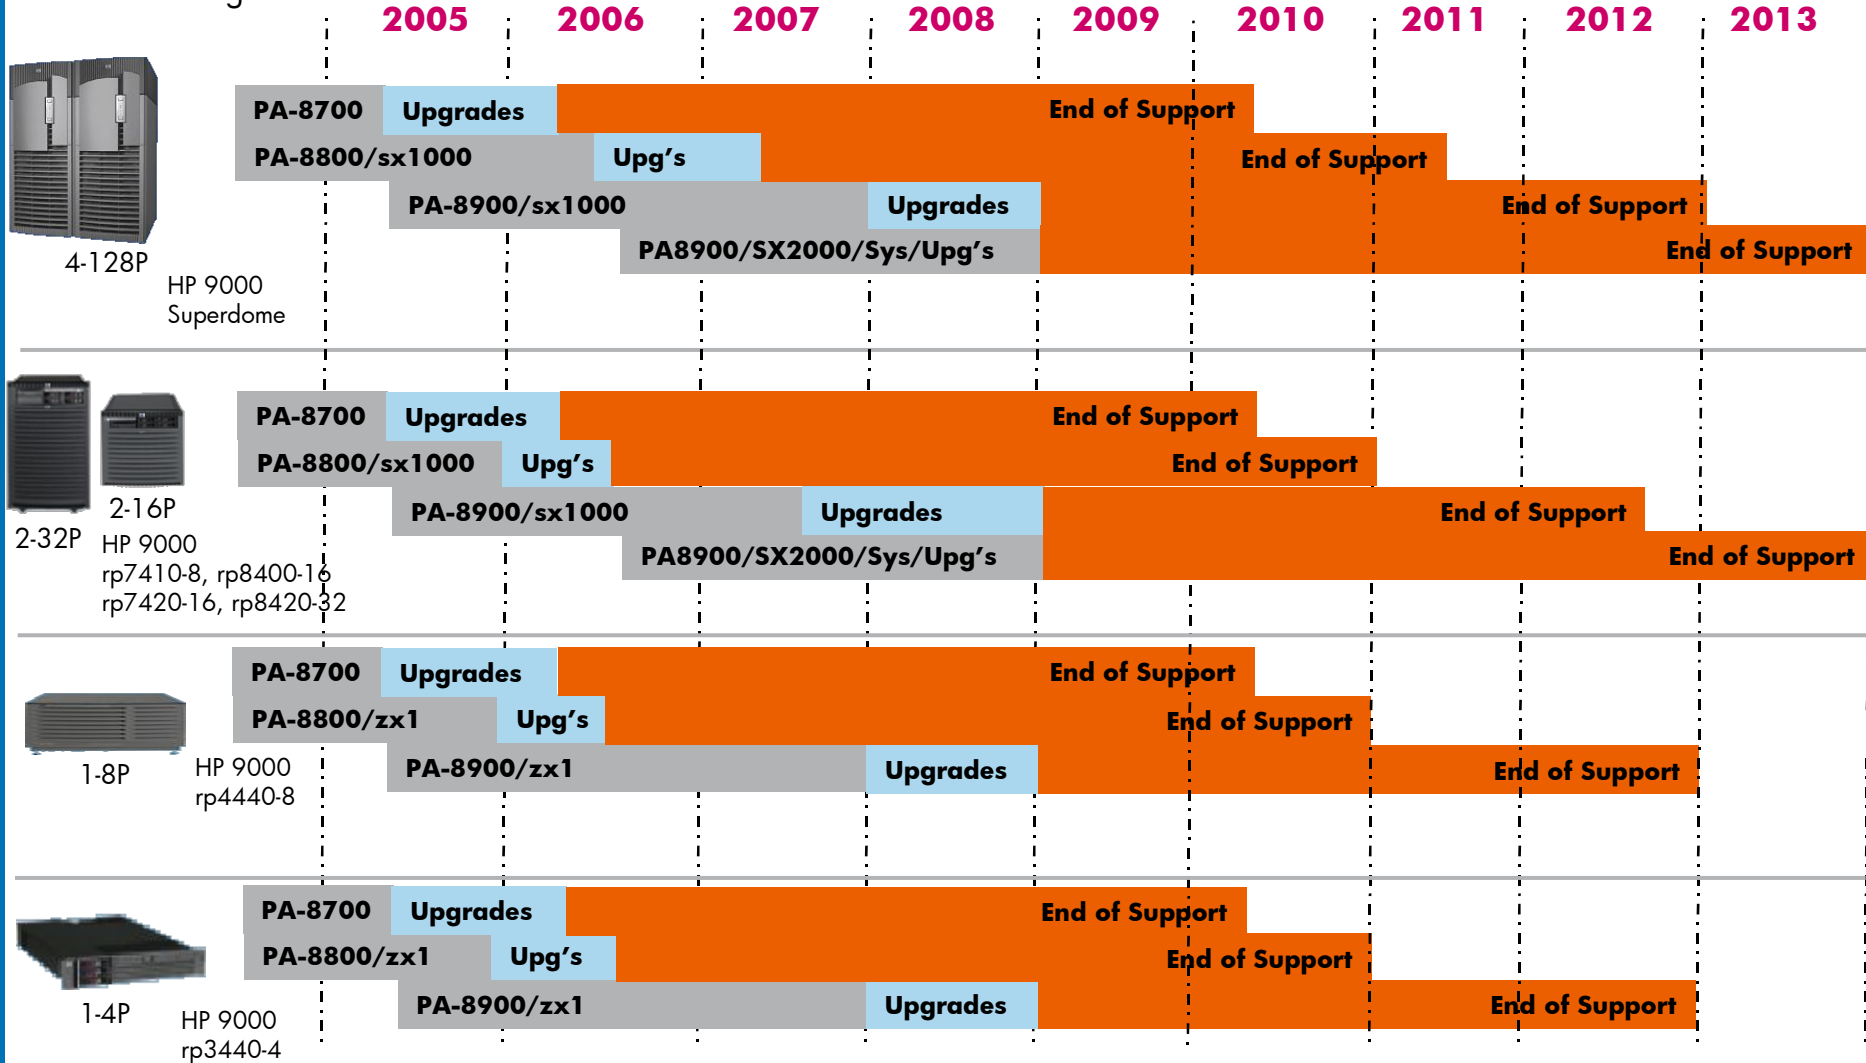 2005 2006 2007 2008 2009 2010 2011 2012 2013
PA-8700 Upgrades End of Support
PA-8800/sx1000 Upg's End of Support
PA-8900/sx1000 Upgrades End of Support
PA8900/SX2000/Sys/Upg's End of Support
4-128P
HP 9000
Superdome
PA-8700 Upgrades End of Support
PA-8800/sx1000 Upg's End of Support
PA-8900/sx1000 Upgrades End of Support
PA8900/SX2000/Sys/Upg's End of Support
2-16P
2-32P
HP 9000
rp7410-8, rp8400-16
rp7420-16, rp8420-32
PA-8700 Upgrades End of Support
PA-8800/zx1 Upg's End of Support
PA-8900/zx1 Upgrades End of Support
1-8P
HP 9000
rp4440-8
PA-8700 Upgrades End of Support
PA-8800/zx1 Upg's End of Support
PA-8900/zx1 Upgrades End of Support
1-4P
HP 9000
rp3440-4